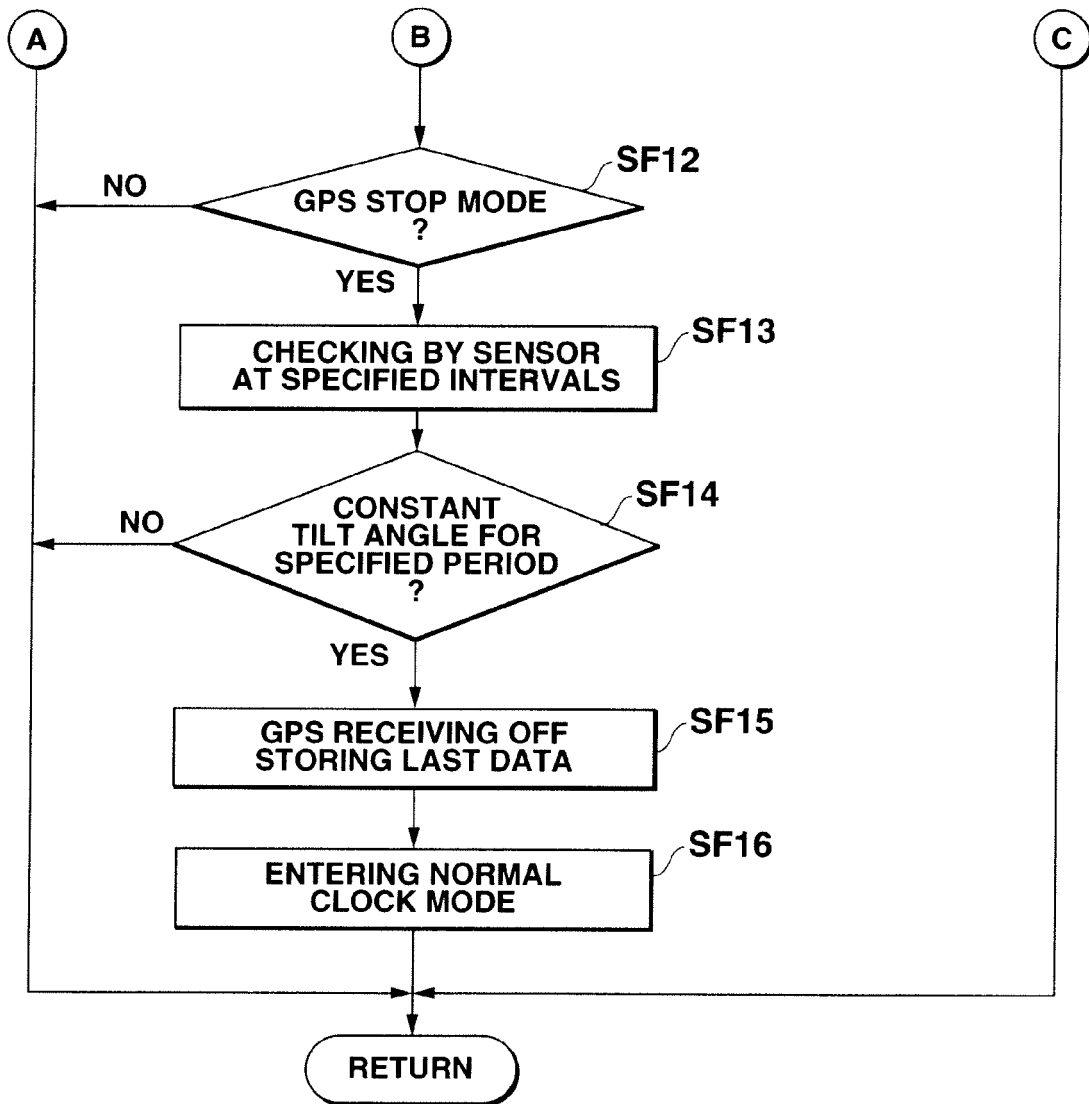 A
B
C
SF12
NO
GPS STOP MODE
?
YES
SF13
CHECKING BY SENSOR
AT SPECIFIED INTERVALS
SF14
NO
CONSTANT
TILT ANGLE FOR
SPECIFIED PERIOD
?
YES
SF15
GPS RECEIVING OFF
STORING LAST DATA
SF16
ENTERING NORMAL
CLOCK MODE
RETURN